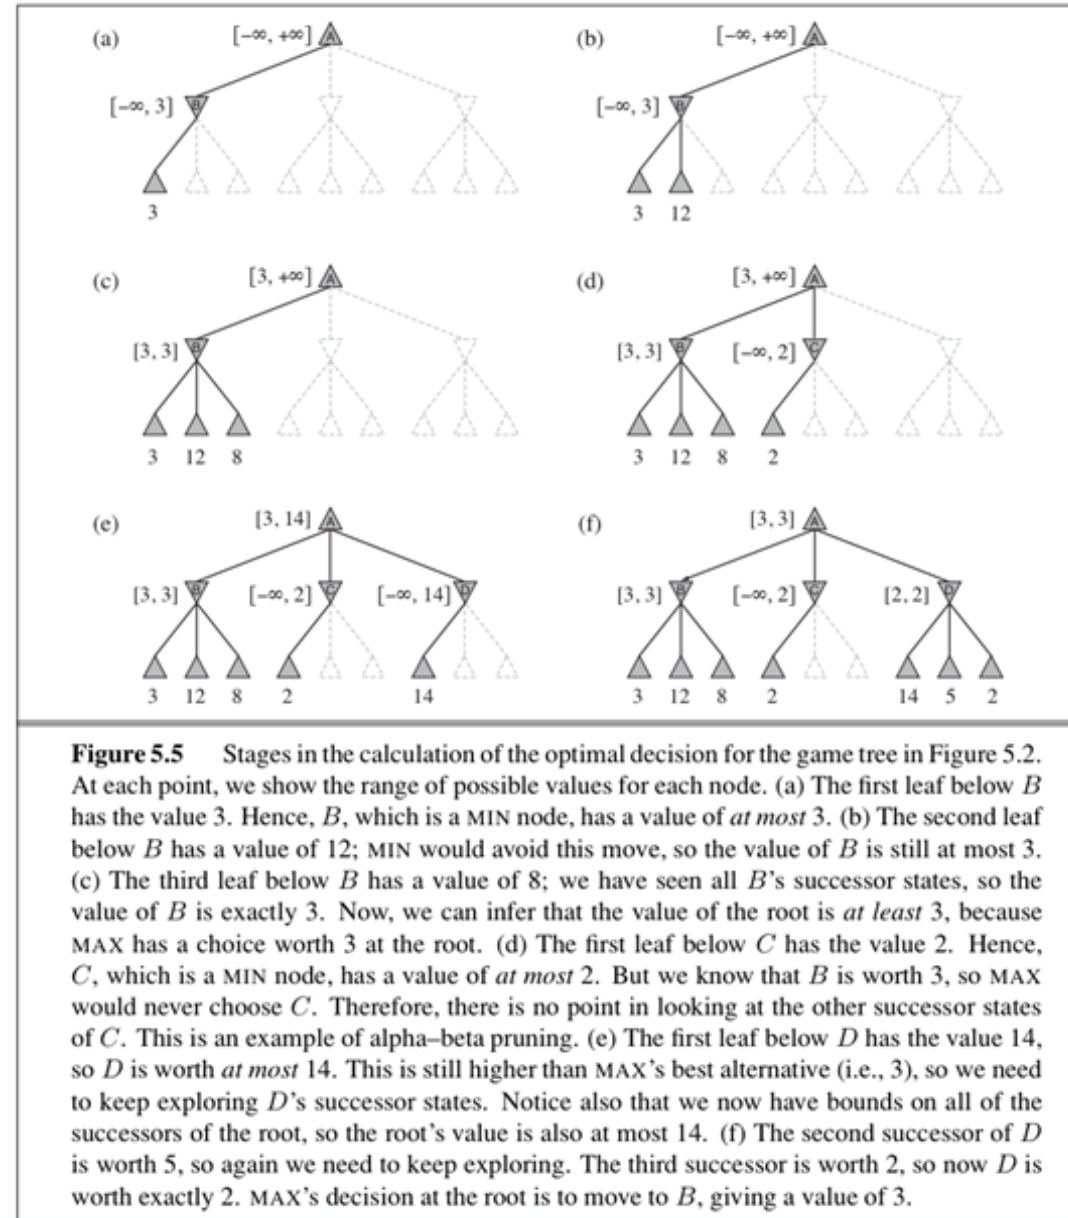 (a) [−∞, +∞] A
(b) [−∞, +∞] A
[−∞, 3] B
[−∞, 3] B
3
3 12
(c) [3, +∞] A
(d) [3, +∞] A
[3, 3] B
[3, 3] B [−∞, 2] C
3 12 8
3 12 8 2
(e) [3, 14] A
(f) [3, 3] A
[3, 3] B [−∞, 2] C [−∞, 14] D
[3, 3] B [−∞, 2] C [2, 2] D
3 12 8 2 14
3 12 8 2 14 5 2
Figure 5.5 Stages in the calculation of the optimal decision for the game tree in Figure 5.2.
At each point, we show the range of possible values for each node. (a) The first leaf below B
has the value 3. Hence, B, which is a MIN node, has a value of at most 3. (b) The second leaf
below B has a value of 12; MIN would avoid this move, so the value of B is still at most 3.
(c) The third leaf below B has a value of 8; we have seen all B's successor states, so the
value of B is exactly 3. Now, we can infer that the value of the root is at least 3, because
MAX has a choice worth 3 at the root. (d) The first leaf below C has the value 2. Hence,
C, which is a MIN node, has a value of at most 2. But we know that B is worth 3, so MAX
would never choose C. Therefore, there is no point in looking at the other successor states
of C. This is an example of alpha–beta pruning. (e) The first leaf below D has the value 14,
so D is worth at most 14. This is still higher than MAX's best alternative (i.e., 3), so we need
to keep exploring D's successor states. Notice also that we now have bounds on all of the
successors of the root, so the root's value is also at most 14. (f) The second successor of D
is worth 5, so again we need to keep exploring. The third successor is worth 2, so now D is
worth exactly 2. MAX's decision at the root is to move to B, giving a value of 3.